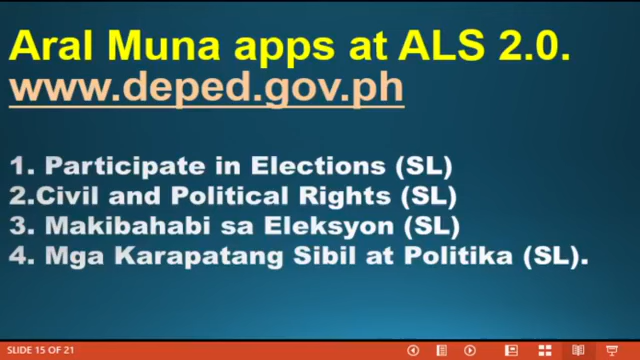 Aral Muna apps at ALS 2.0.
www.deped.gov.ph
1. Participate in Elections (SL)
2.Civil and Political Rights (SL)
3. Makibahabi sa Eleksyon (SL)
4. Mga Karapatang Sibil at Politika (SL).
SLIDE 15 OF 21